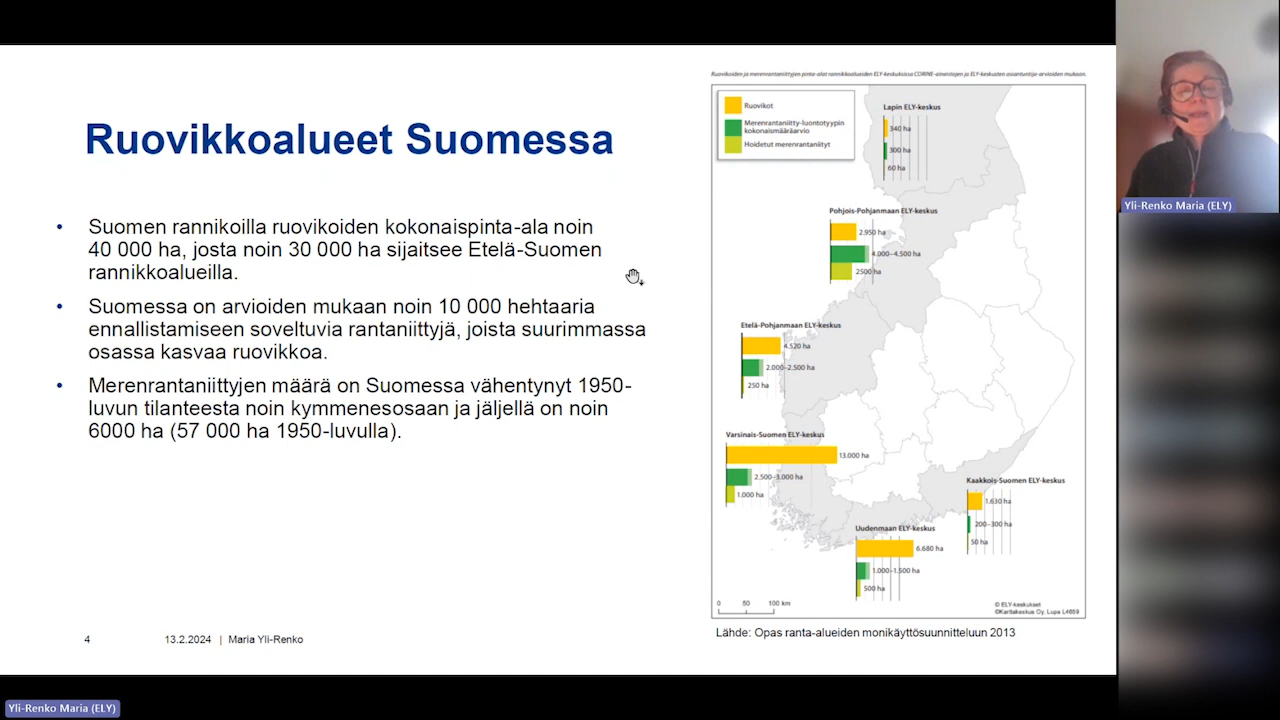 Ruovikkoalueet Suomessa
• Suomen rannikoilla ruovikoiden kokonaispinta-ala noin
40 000 ha, josta noin 30 000 ha sijaitsee Etelä-Suomen
rannikkoalueilla.
• Suomessa on arvioiden mukaan noin 10 000 hehtaaria
ennallistamiseen soveltuvia rantaniittyjä, joista suurimmassa
osassa kasvaa ruovikkoa.
• Merenrantaniittyjen määrä on Suomessa vähentynyt 1950-
luvun tilanteesta noin kymmenesosaan ja jäljellä on noin
6000 ha (57 000 ha 1950-luvulla).
4
13.2.2024 | Maria Yli-Renko
Ruovikoiden ja merenrantaniittyjen pinta-alat rannikkoalueiden ELY-keskuksissa CORINE-aineistojen ja ELY-keskusten asiantuntija-arvioiden mukaan.
Ruovikot
Merenrantaniitty-luontotyypin
kokonaismääräarvio
Hoidetut merenrantaniityt
Lapin ELY-keskus
340 ha
300 ha
60 ha
Pohjois-Pohjanmaan ELY-keskus
2.950 ha
4.000–4.500 ha
2500 ha
Etelä-Pohjanmaan ELY-keskus
4.520 ha
2.000–2.500 ha
250 ha
Varsinais-Suomen ELY-keskus
13.000 ha
2.500–3.000 ha
1.000 ha
Kaakkois-Suomen ELY-keskus
1.630 ha
200–300 ha
50 ha
Uudenmaan ELY-keskus
6.680 ha
1.000–1.500 ha
500 ha
0 50 100 km
© ELY-keskukset
©Karttakeskus Oy, Lupa L4659
Lähde: Opas ranta-alueiden monikäyttösuunnitteluun 2013
Yli-Renko Maria (ELY)
Yli-Renko Maria (ELY)